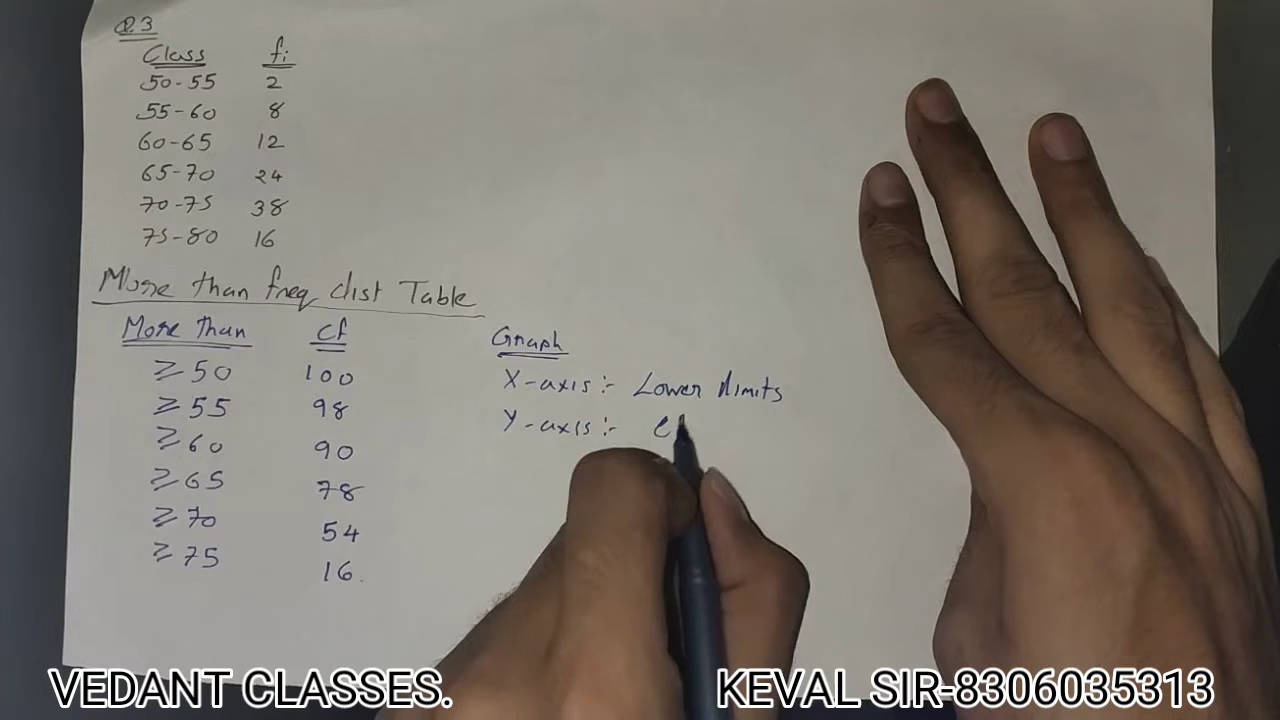 Q.3
Class fi
50-55 2
55-60 8
60-65 12
65-70 24
70-75 38
75-80 16
More than freq dist Table
More than cf
≥50 100
≥55 98
≥60 90
≥65 78
≥70 54
≥75 16.
Graph
X-axis:- Lower limits
Y-axis:- c
VEDANT CLASSES. KEVAL SIR-8306035313